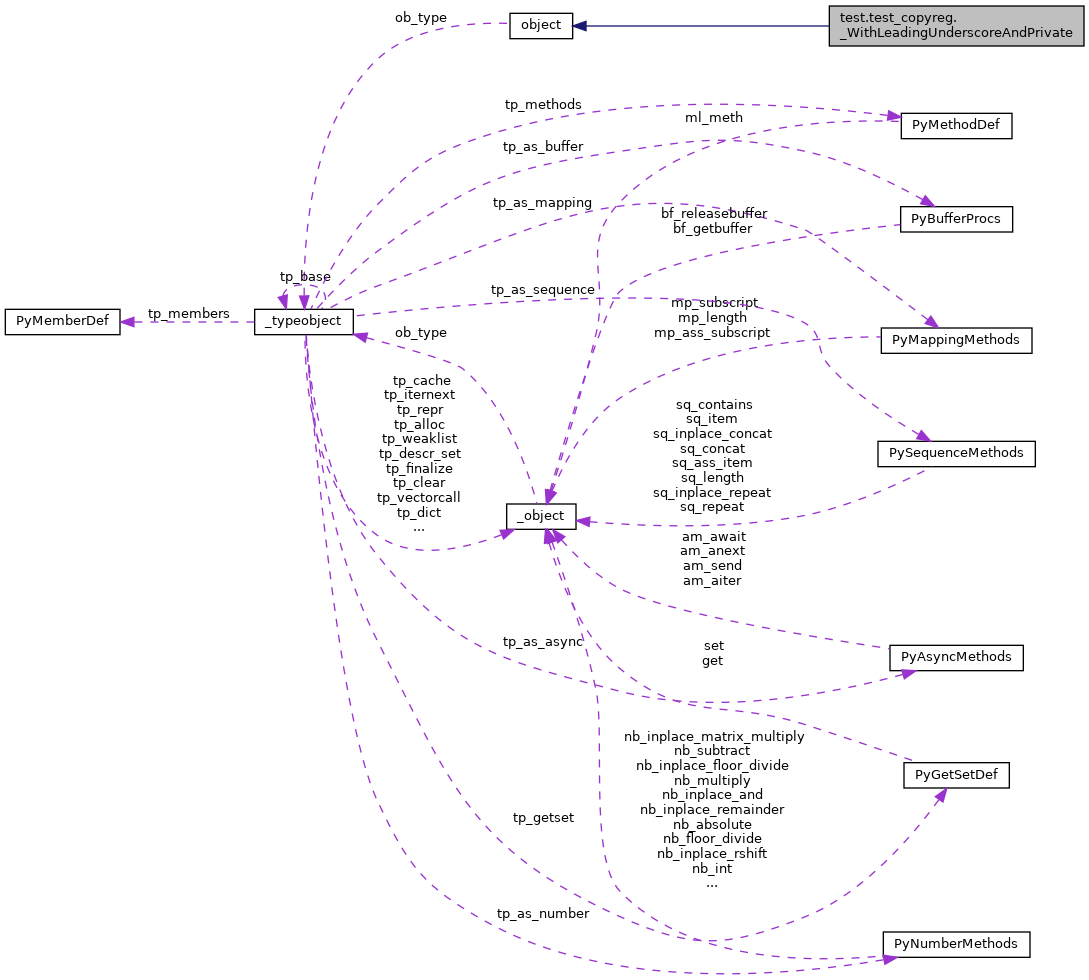 ob_type
object
test.test_copyreg.
_WithLeadingUnderscoreAndPrivate
tp_methods
ml_meth
PyMethodDef
tp_as_buffer
tp_as_mapping
bf_releasebuffer
bf_getbuffer
PyBufferProcs
tp_base
tp_as_sequence
PyMemberDef
tp_members
_typeobject
ob_type
mp_subscript
mp_length
mp_ass_subscript
PyMappingMethods
tp_cache
tp_iternext
tp_repr
tp_alloc
tp_weaklist
tp_descr_set
tp_finalize
tp_clear
tp_vectorcall
tp_dict
...
sq_contains
sq_item
sq_inplace_concat
sq_concat
sq_ass_item
sq_length
sq_inplace_repeat
sq_repeat
PySequenceMethods
_object
am_await
am_anext
am_send
am_aiter
tp_as_async
set
get
PyAsyncMethods
nb_inplace_matrix_multiply
nb_subtract
nb_inplace_floor_divide
nb_multiply
nb_inplace_and
nb_inplace_remainder
nb_absolute
nb_floor_divide
nb_inplace_rshift
nb_int
...
PyGetSetDef
tp_getset
tp_as_number
PyNumberMethods